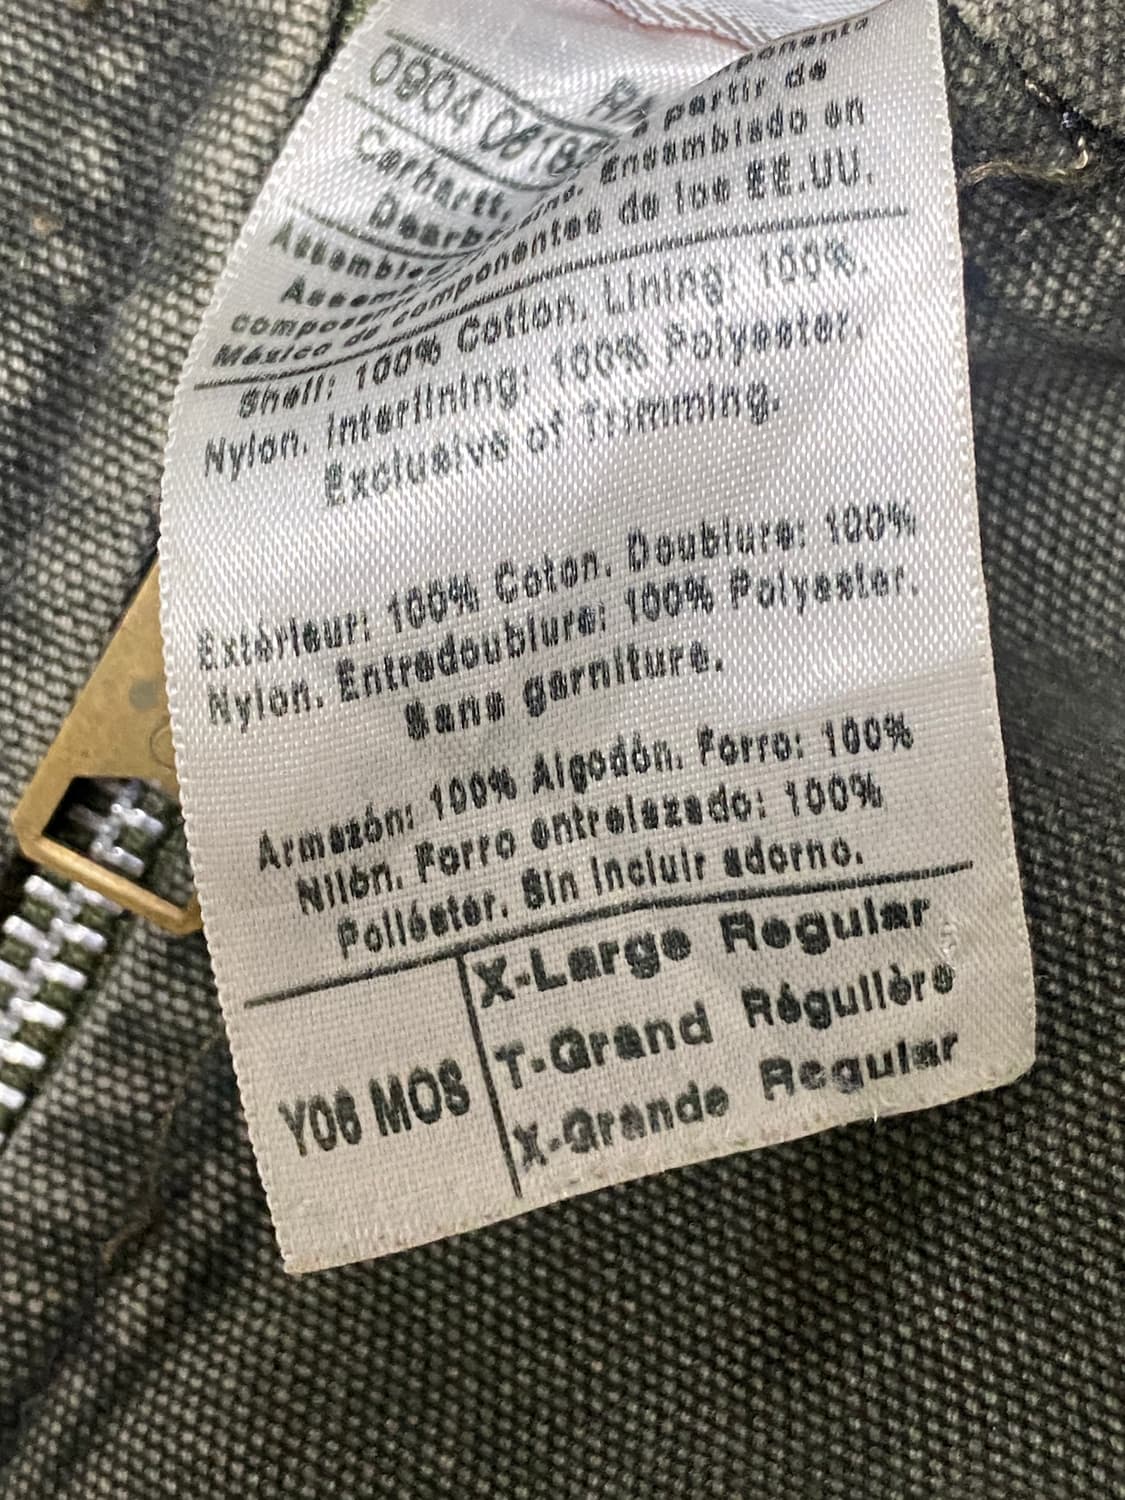 0904 0618
Carhartt,
Dearb
partir de
Ensamblado en
componentes de los EE.UU.
México de
Shell: 100% Cotton. Lining: 100%
Nylon. Interlining: 100% Polyester.
Exclusive of Trimming.
Extérieur: 100% Coton. Doublure: 100%
Nylon. Entredoublure: 100% Polyester.
Sans garniture.
Armazón: 100% Algodón. Forro: 100%
Nilón. Forro entrelazado: 100%
Poliéster. Sin incluir adorno.
Y06 MOS
X-Large Regular
T-Grand Régulière
X-Grande Regular